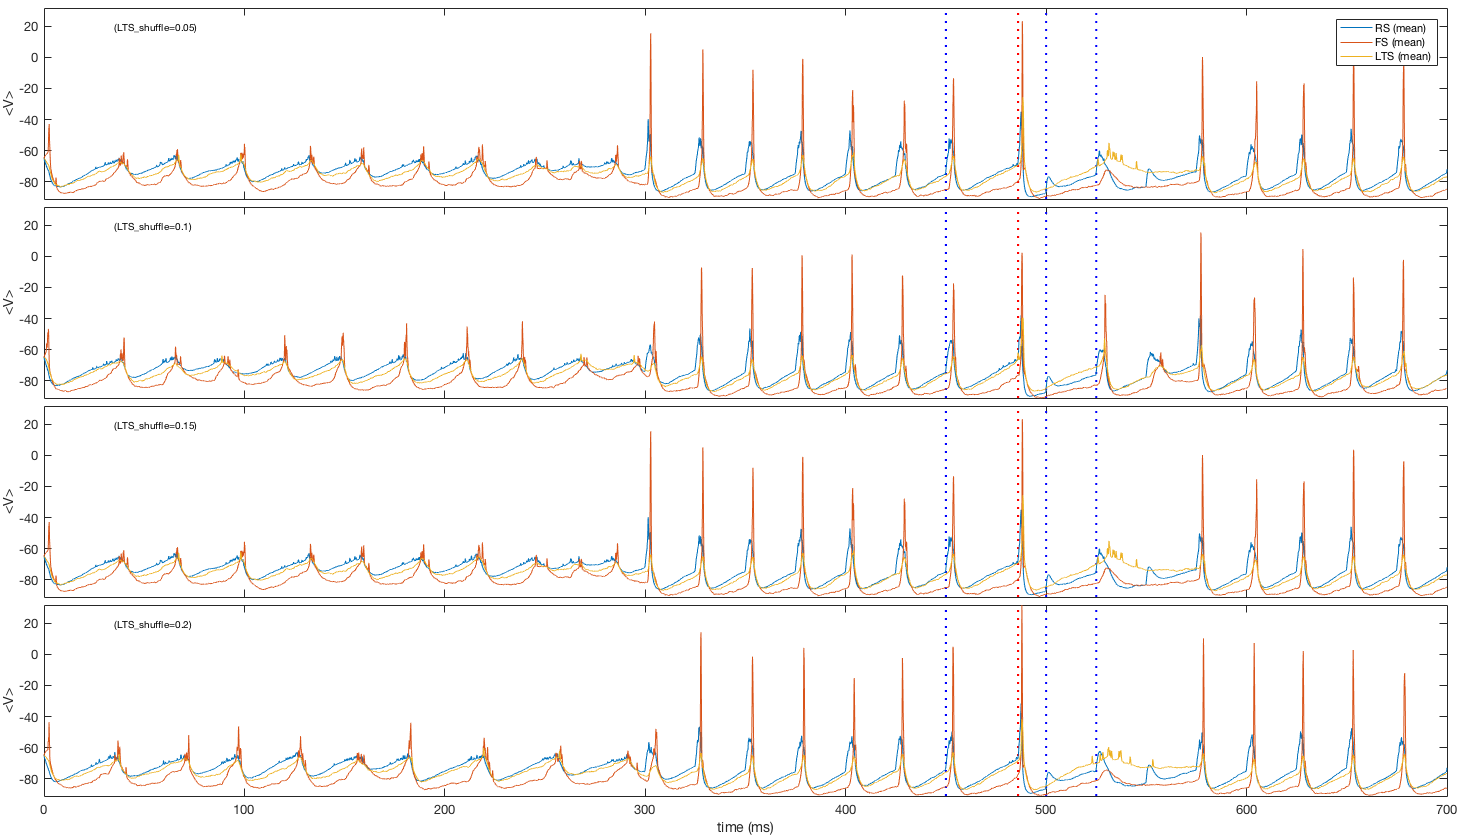 20
0
-20
-40
-60
-80
<V>
(LTS_shuffle=0.05)
RS (mean)
FS (mean)
LTS (mean)
20
0
-20
-40
-60
-80
<V>
(LTS_shuffle=0.1)
20
0
-20
-40
-60
-80
<V>
(LTS_shuffle=0.15)
20
0
-20
-40
-60
-80
<V>
(LTS_shuffle=0.2)
0 100 200 300 400 500 600 700
time (ms)